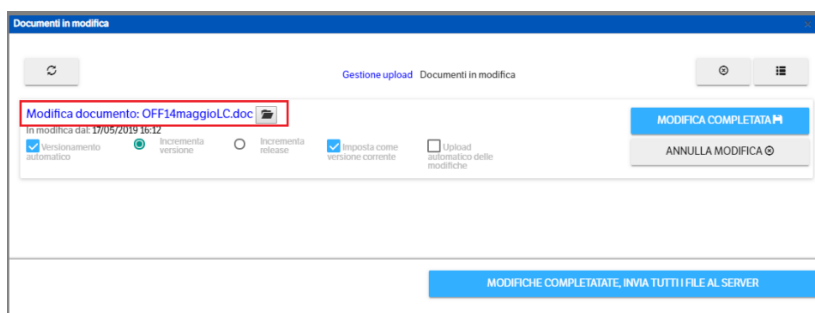 Documenti in modifica
Gestione upload Documenti in modifica
Modifica documento: OFF14maggioLC.doc
In modifica dal: 17/05/2019 16:12
MODIFICA COMPLETATA
Versionamento automatico
Incrementa versione
Incrementa release
Imposta come versione corrente
Upload automatico delle modifiche
ANNULLA MODIFICA
MODIFICHE COMPLETATATE, INVIA TUTTI I FILE AL SERVER